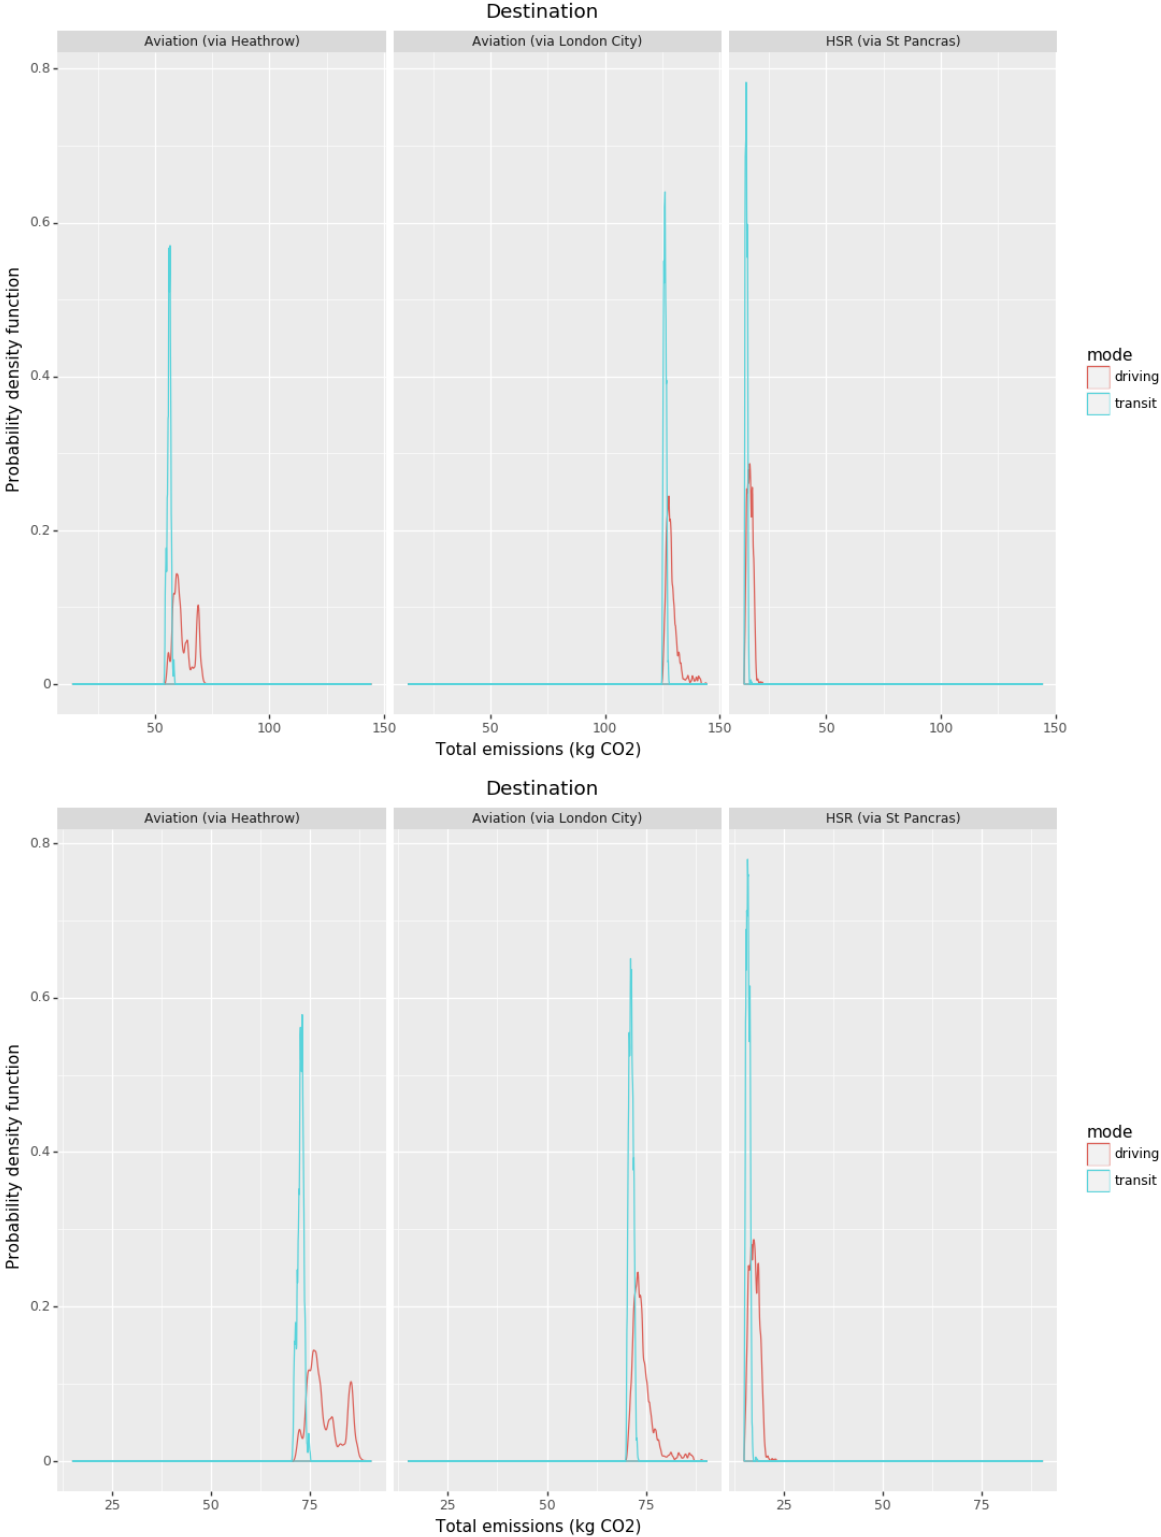 Destination
Aviation (via Heathrow) Aviation (via London City) HSR (via St Pancras)
0.8
0.6
0.4
0.2
0
Probability density function
50 100 150 50 100 150 50 100 150
Total emissions (kg CO2)
mode
driving
transit
Destination
Aviation (via Heathrow) Aviation (via London City) HSR (via St Pancras)
0.8
0.6
0.4
0.2
0
Probability density function
25 50 75 25 50 75 25 50 75
Total emissions (kg CO2)
mode
driving
transit